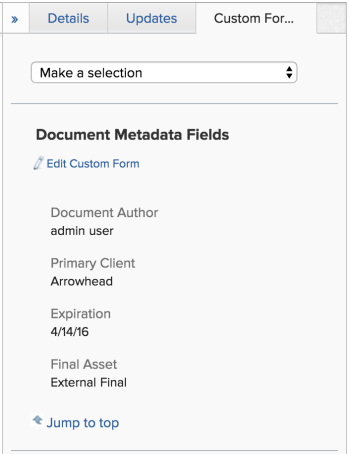 » Details Updates Custom For...
Make a selection
Document Metadata Fields
Edit Custom Form
Document Author
admin user
Primary Client
Arrowhead
Expiration
4/14/16
Final Asset
External Final
Jump to top